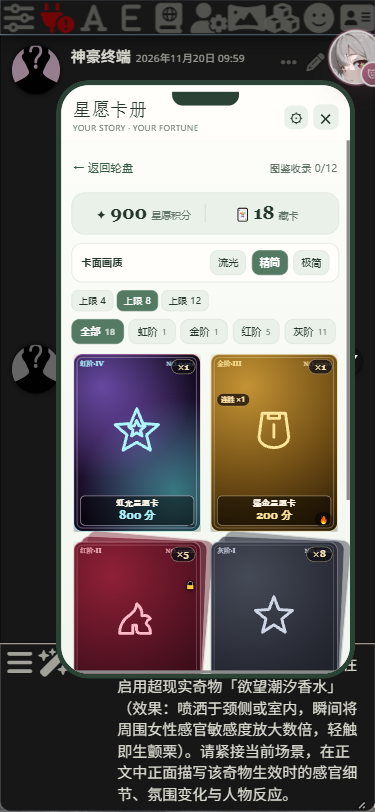 神豪终端 2026年11月20日 09:59
星愿卡册
YOUR STORY · YOUR FORTUNE
← 返回轮盘
图鉴收录 0/12
900 星愿积分
18 藏卡
卡面画质
流光
精简
极简
上限 4
上限 8
上限 12
全部 18
虹阶 1
金阶 1
红阶 5
灰阶 11
虹阶·IV
×1
虹光星愿卡
800 分
金阶·III
×1
连胜 ×1
鎏金星愿卡
200 分
红阶·II
×5
灰阶·I
×8
在
启用超现实奇物「欲望潮汐香水」
(效果：喷洒于颈侧或室内，瞬间将
周围女性感官敏感度放大数倍，轻触
即生颤栗)。请紧接当前场景，在正
文中正面描写该奇物生效时的感官细
节、氛围变化与人物反应。